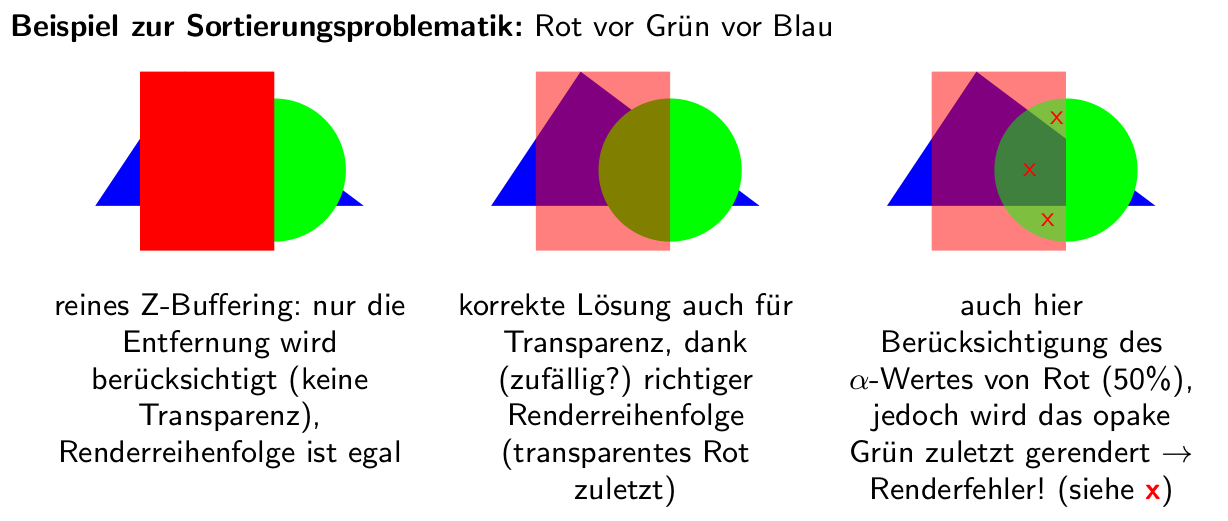 Beispiel zur Sortierungsproblematik: Rot vor Grün vor Blau
x
x
x
reines Z-Buffering: nur die
Entfernung wird
berücksichtigt (keine
Transparenz),
Renderreihenfolge ist egal
korrekte Lösung auch für
Transparenz, dank
(zufällig?) richtiger
Renderreihenfolge
(transparentes Rot
zuletzt)
auch hier
Berücksichtigung des
α-Wertes von Rot (50%),
jedoch wird das opake
Grün zuletzt gerendert →
Renderfehler! (siehe x)